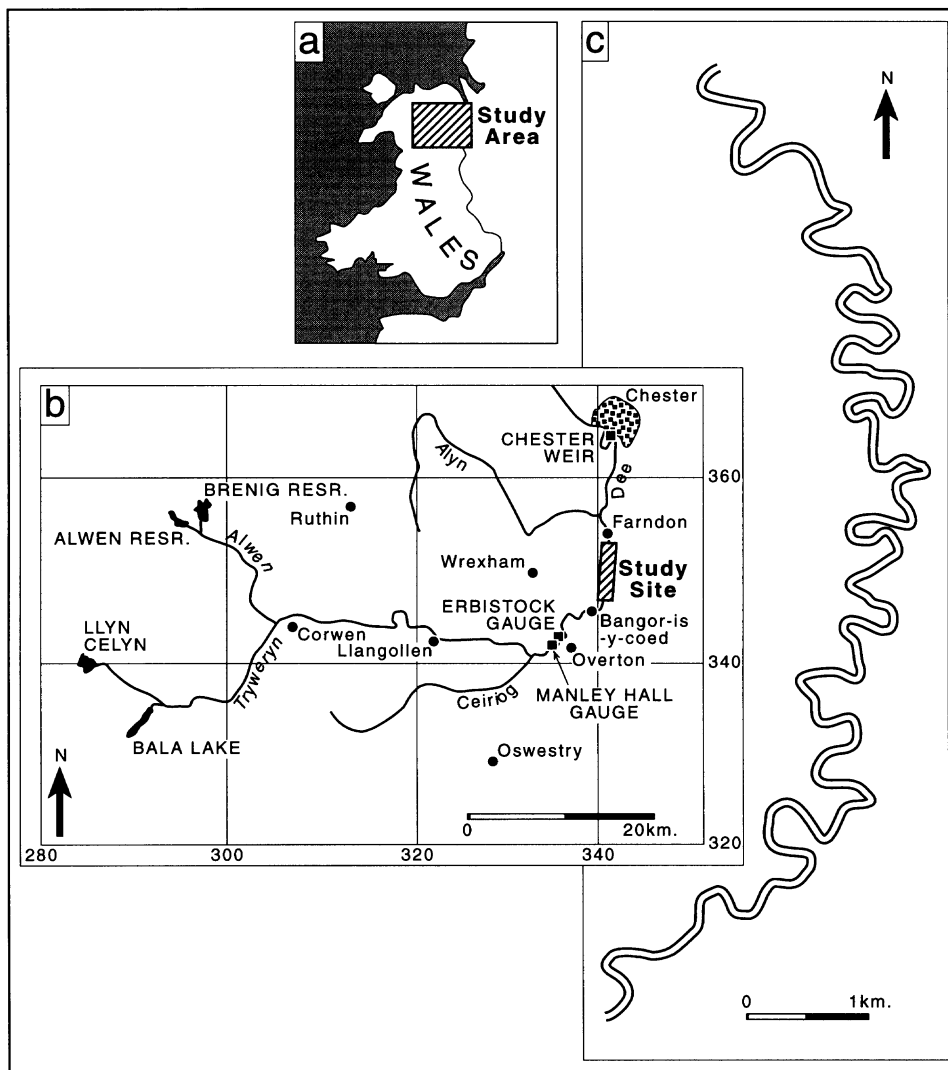 a
Study
Area
WALES
c
N
b
Chester
CHESTER
WEIR
Alyn
Dee
360
BRENIG RESR.
Ruthin
ALWEN RESR.
Alwen
Farndon
Wrexham
Study
Site
ERBISTOCK
GAUGE
Bangor-is
-y-coed
LLYN
CELYN
Corwen
Llangollen
Tryweryn
Overton
340
Ceiriog
MANLEY HALL
GAUGE
BALA LAKE
Oswestry
N
0 20km.
320
280 300 320 340
0 1km.